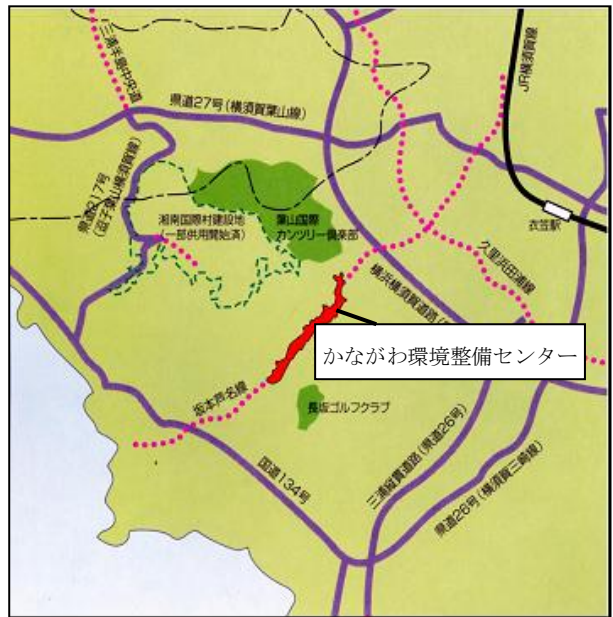 三浦半島中央道
JR横須賀線
県道27号(横須賀葉山線)
県道217号
(逗子葉山横須賀線)
湘南国際村建設地
(一部供用開始済)
葉山国際
カンツリー倶楽部
衣笠駅
久里浜田浦線
横浜横須賀道路
かながわ環境整備センター
坂本芦名線
長坂ゴルフクラブ
国道134号
三浦縦貫道路(県道26号)
県道26号(横須賀三崎線)